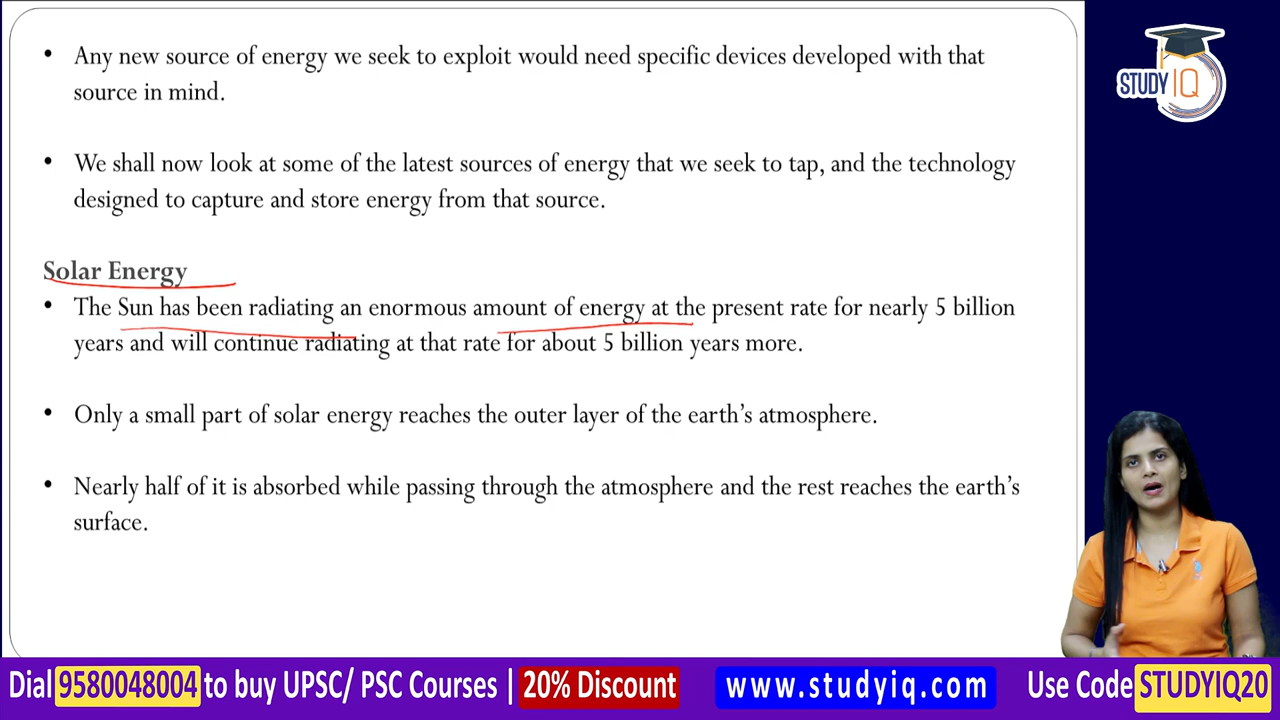 • Any new source of energy we seek to exploit would need specific devices developed with that
source in mind.
• We shall now look at some of the latest sources of energy that we seek to tap, and the technology
designed to capture and store energy from that source.
Solar Energy
• The Sun has been radiating an enormous amount of energy at the present rate for nearly 5 billion
years and will continue radiating at that rate for about 5 billion years more.
• Only a small part of solar energy reaches the outer layer of the earth's atmosphere.
• Nearly half of it is absorbed while passing through the atmosphere and the rest reaches the earth's
surface.
STUDY IQ
Dial 9580048004 to buy UPSC/ PSC Courses | 20% Discount www.studyiq.com Use Code STUDYIQ20